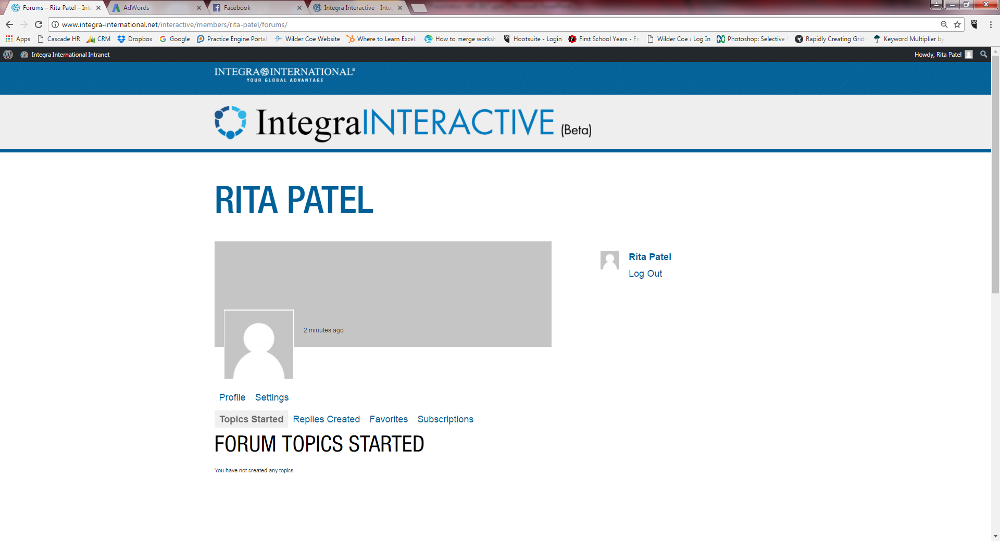 Forums – Rita Patel – Inte
AdWords
Facebook
Integra Interactive - Integ
www.integra-international.net/interactive/members/rita-patel/forums/
Apps Cascade HR CRM Dropbox Google Practice Engine Portal Wilder Coe Website Where to Learn Excel: How to merge worksh Hootsuite - Login First School Years - Fr Wilder Coe › Log In Photoshop: Selective Rapidly Creating Grids Keyword Multiplier by
Integra International Intranet
Howdy, Rita Patel
INTEGRA INTERNATIONAL®
YOUR GLOBAL ADVANTAGE
IntegraINTERACTIVE (Beta)
RITA PATEL
2 minutes ago
Rita Patel
Log Out
Profile Settings
Topics Started Replies Created Favorites Subscriptions
FORUM TOPICS STARTED
You have not created any topics.